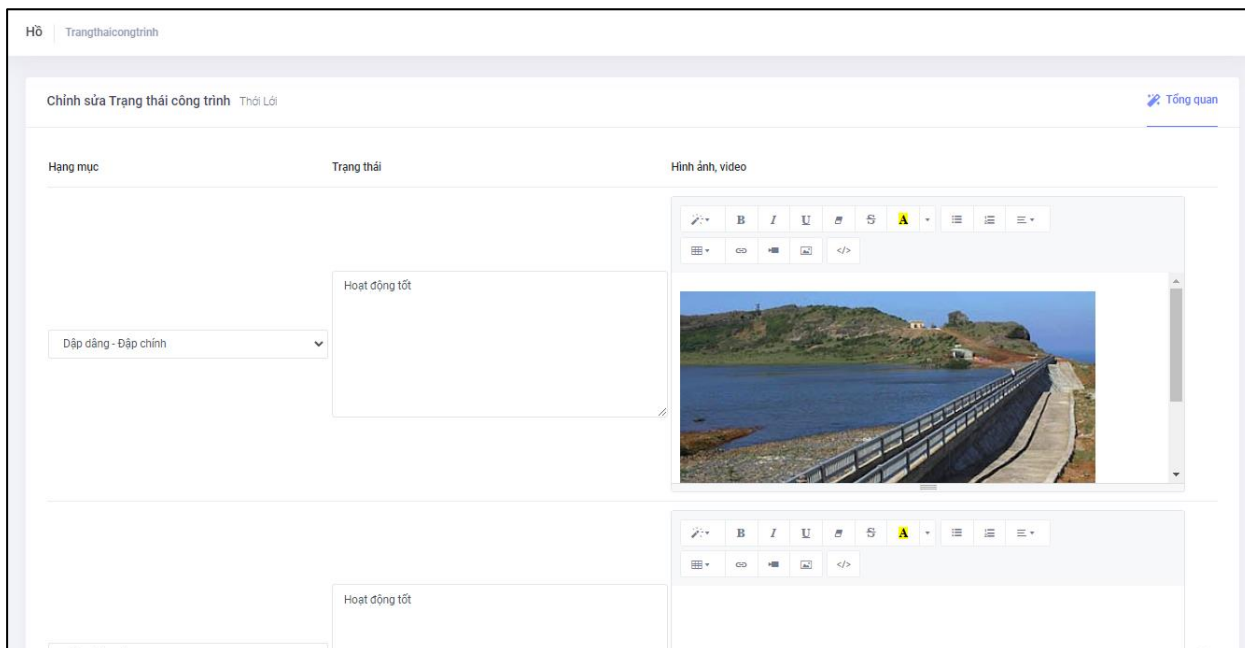 Hồ Trangthaicongtrinh
Chỉnh sửa Trạng thái công trình Thới Lới
Tổng quan
Hạng mục Trạng thái Hình ảnh, video
B I U S A
</>
Hoạt động tốt
Dập dâng - Đập chính
B I U S A
</>
Hoạt động tốt